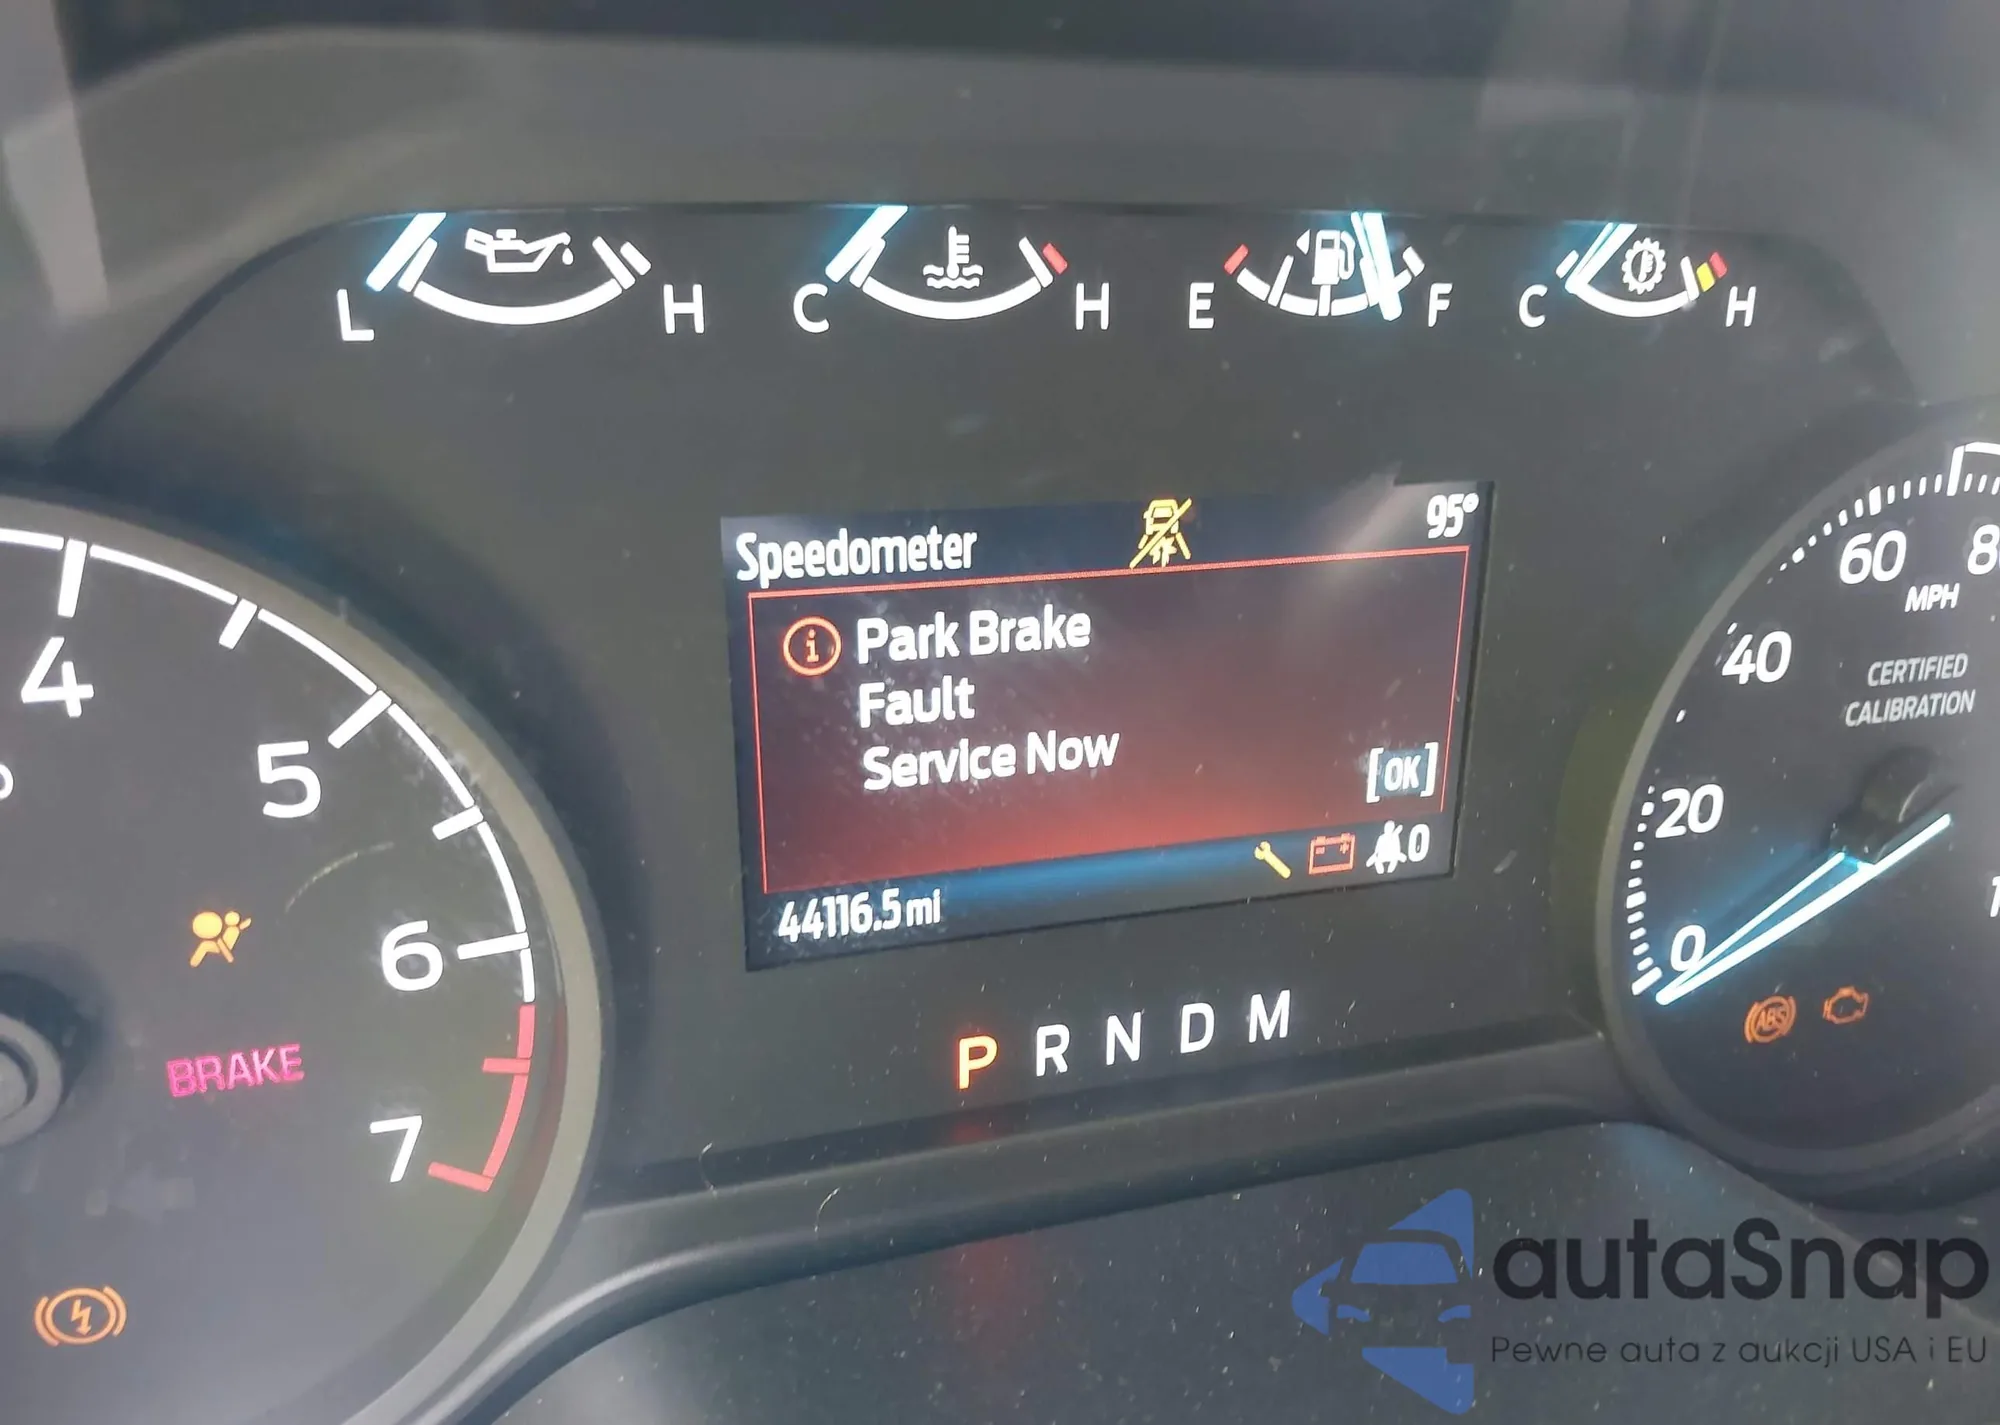 L H C H E F C H
Speedometer 95°
Park Brake
Fault
Service Now
[OK]
0
44116.5 mi
P R N D M
4
5
6
7
BRAKE
60
MPH
40
CERTIFIED
CALIBRATION
20
0
ABS
autaSnap
Pewne auta z aukcji USA i EU